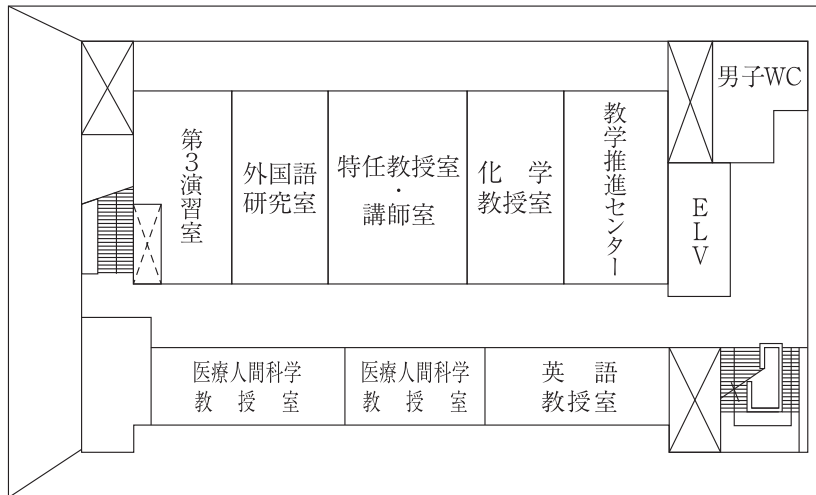 男子WC
第3演習室
外国語
研究室
特任教授室
・
講師室
化学
教授室
教学推進センター
ELV
医療人間科学
教授室
医療人間科学
教授室
英語
教授室